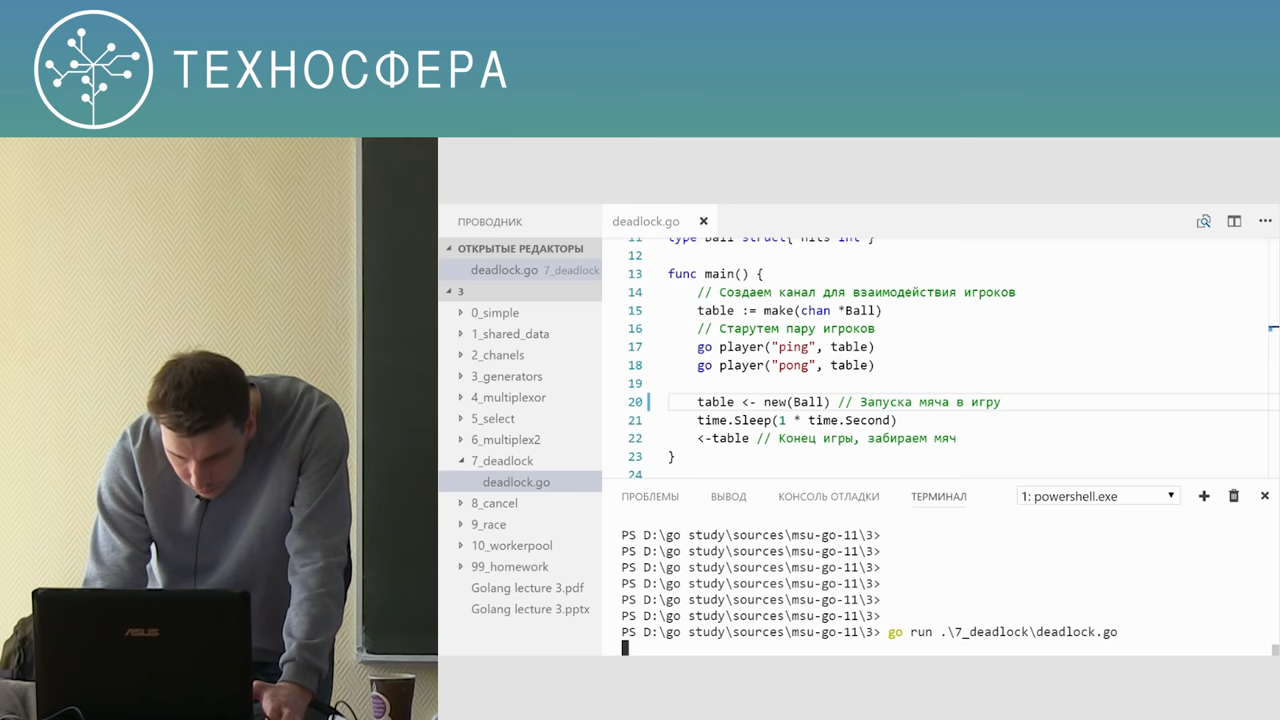 ТЕХНОСФЕРА
ПРОВОДНИК
ОТКРЫТЫЕ РЕДАКТОРЫ
deadlock.go 7_deadlock
3
0_simple
1_shared_data
2_chanels
3_generators
4_multiplexor
5_select
6_multiplex2
7_deadlock
deadlock.go
8_cancel
9_race
10_workerpool
99_homework
Golang lecture 3.pdf
Golang lecture 3.pptx
deadlock.go
11 type Ball struct{ hits int }
12
13 func main() {
14 // Создаем канал для взаимодействия игроков
15 table := make(chan *Ball)
16 // Старутем пару игроков
17 go player("ping", table)
18 go player("pong", table)
19
20 table <- new(Ball) // Запуска мяча в игру
21 time.Sleep(1 * time.Second)
22 <-table // Конец игры, забираем мяч
23 }
24
ПРОБЛЕМЫ ВЫВОД КОНСОЛЬ ОТЛАДКИ ТЕРМИНАЛ 1: powershell.exe
PS D:\go study\sources\msu-go-11\3>
PS D:\go study\sources\msu-go-11\3>
PS D:\go study\sources\msu-go-11\3>
PS D:\go study\sources\msu-go-11\3>
PS D:\go study\sources\msu-go-11\3>
PS D:\go study\sources\msu-go-11\3>
PS D:\go study\sources\msu-go-11\3> go run .\7_deadlock\deadlock.go
ASUS